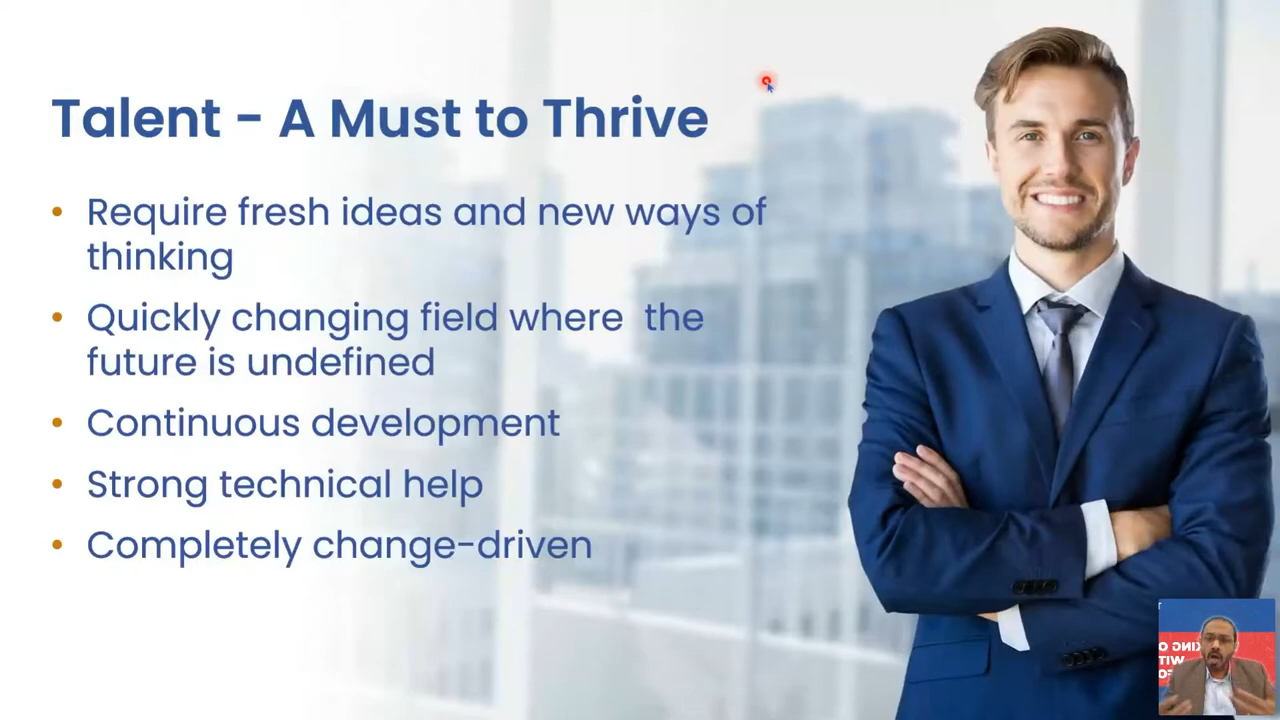 Talent - A Must to Thrive
• Require fresh ideas and new ways of
thinking
• Quickly changing field where  the
future is undefined
• Continuous development
• Strong technical help
• Completely change-driven